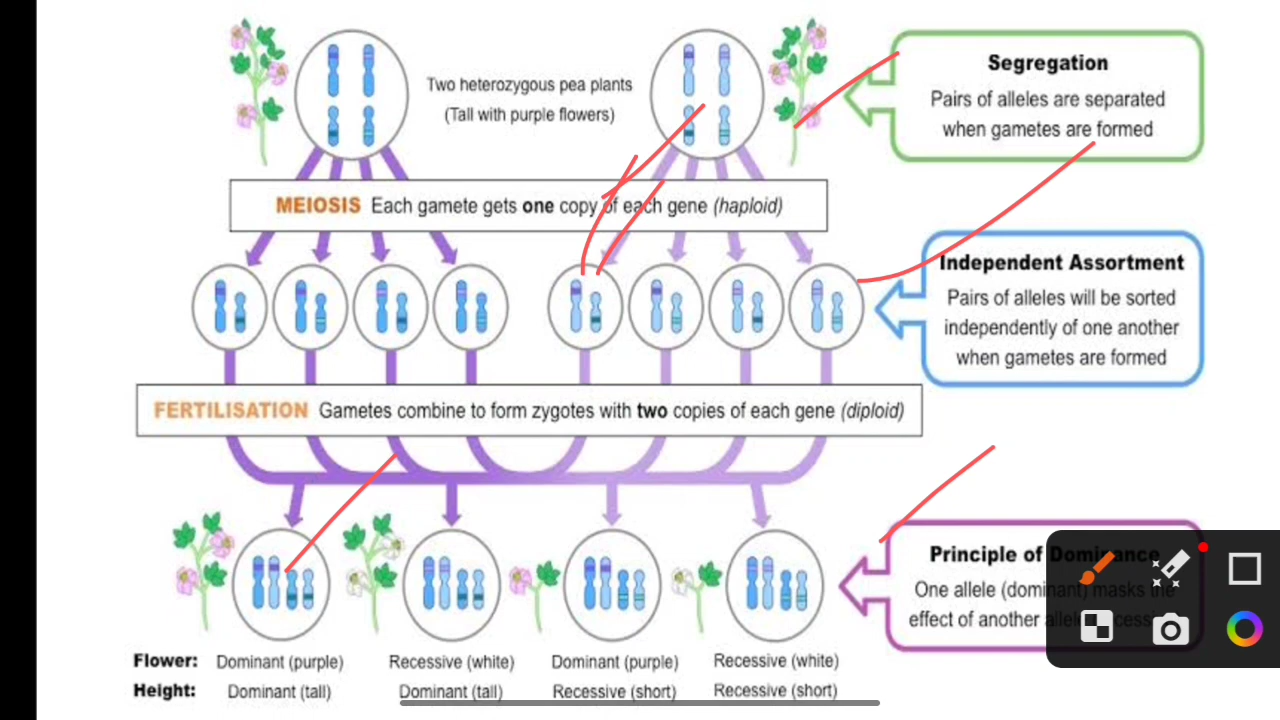 Two heterozygous pea plants
(Tall with purple flowers)
Segregation
Pairs of alleles are separated
when gametes are formed
MEIOSIS Each gamete gets one copy of each gene (haploid)
Independent Assortment
Pairs of alleles will be sorted
independently of one another
when gametes are formed
FERTILISATION Gametes combine to form zygotes with two copies of each gene (diploid)
Principle of Dominance
One allele (dominant) masks the
effect of another allele
Flower: Dominant (purple) Recessive (white) Dominant (purple) Recessive (white)
Height: Dominant (tall) Dominant (tall) Recessive (short) Recessive (short)